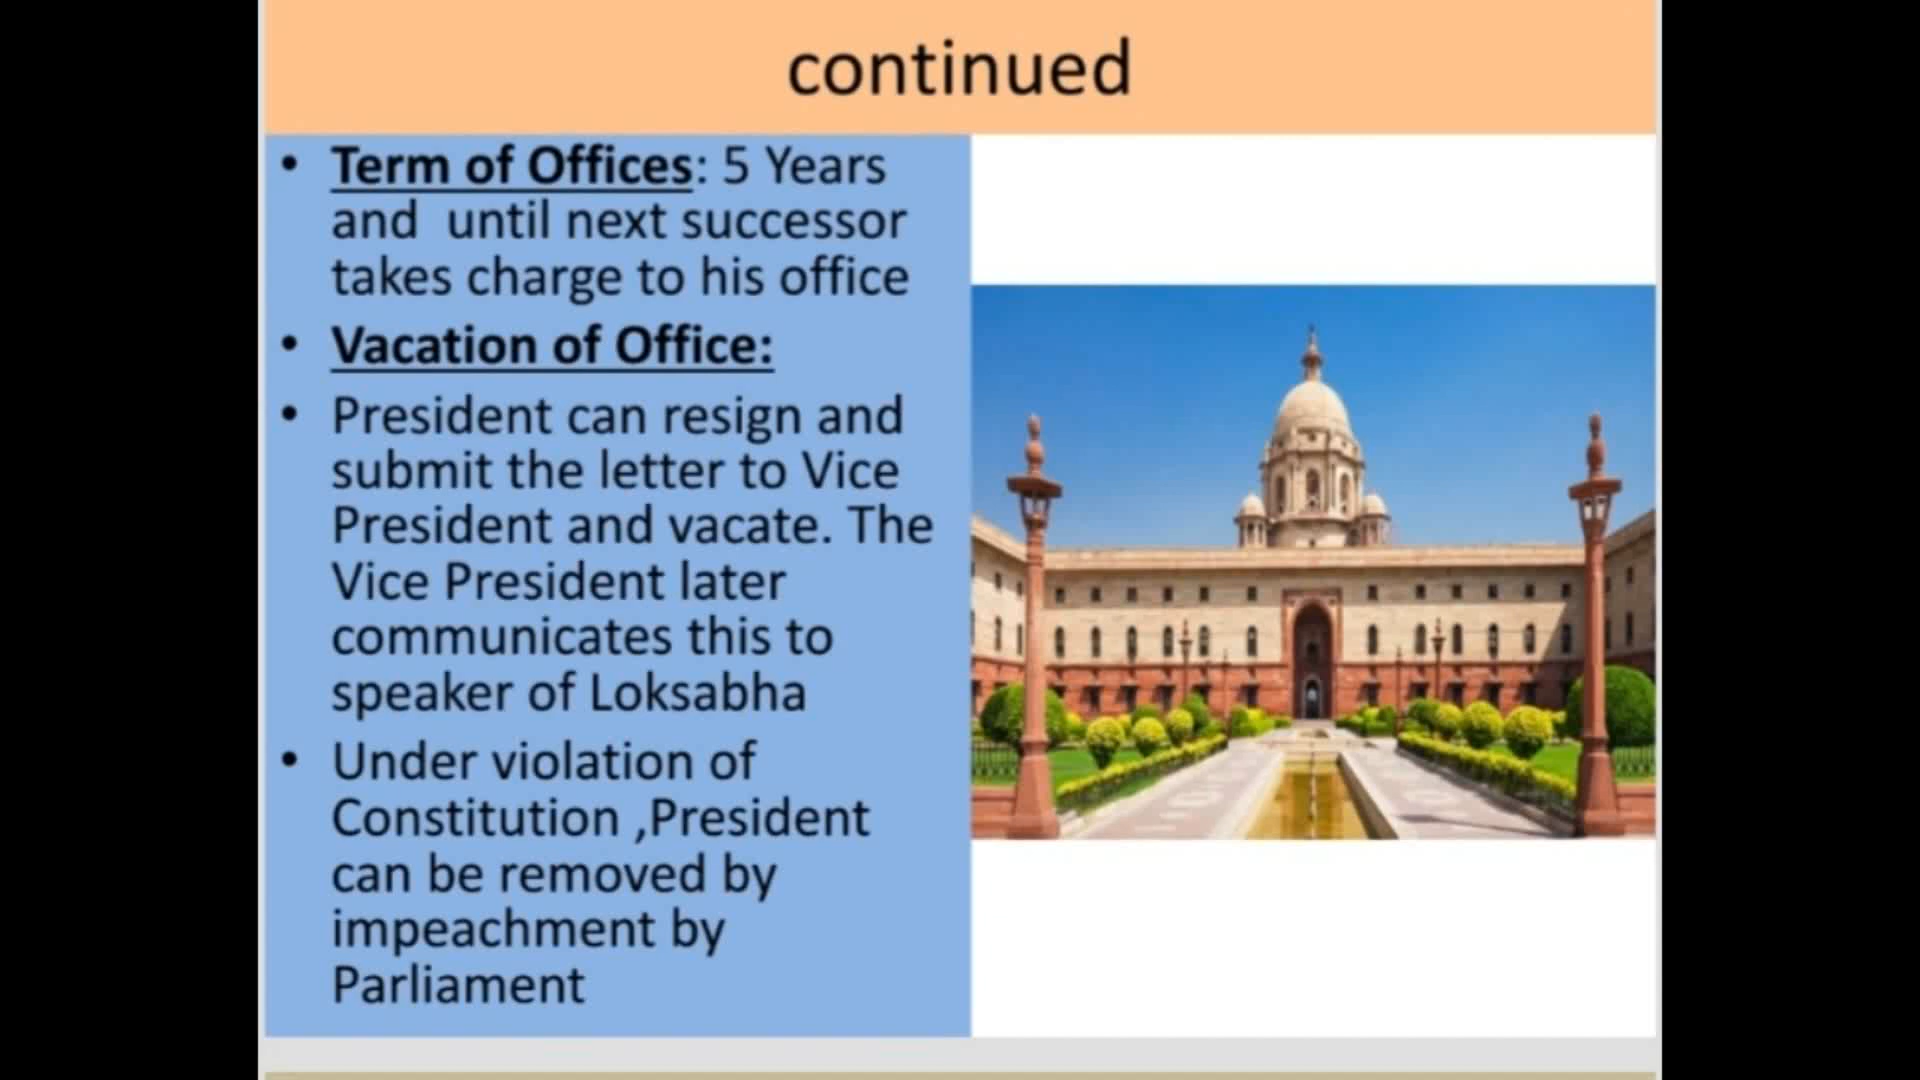 continued
• Term of Offices: 5 Years
and  until next successor
takes charge to his office
• Vacation of Office:
• President can resign and
submit the letter to Vice
President and vacate. The
Vice President later
communicates this to
speaker of Loksabha
• Under violation of
Constitution ,President
can be removed by
impeachment by
Parliament